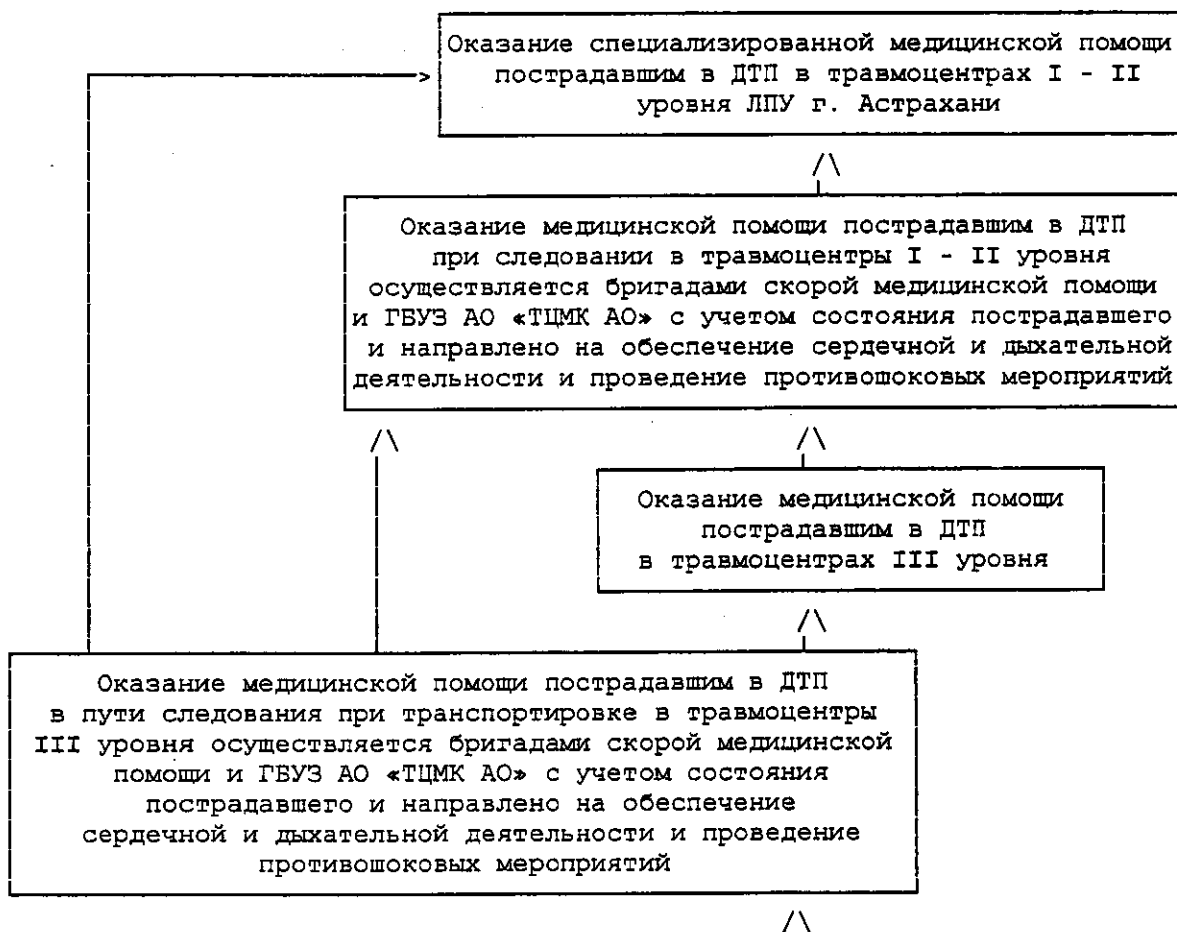 Оказание специализированной медицинской помощи
пострадавшим в ДТП в травмоцентрах I - II
уровня ЛПУ г. Астрахани
Оказание медицинской помощи пострадавшим в ДТП
при следовании в травмоцентры I - II уровня
осуществляется бригадами скорой медицинской помощи
и ГБУЗ АО «ТЦМК АО» с учетом состояния пострадавшего
и направлено на обеспечение сердечной и дыхательной
деятельности и проведение противошоковых мероприятий
Оказание медицинской помощи
пострадавшим в ДТП
в травмоцентрах III уровня
Оказание медицинской помощи пострадавшим в ДТП
в пути следования при транспортировке в травмоцентры
III уровня осуществляется бригадами скорой медицинской
помощи и ГБУЗ АО «ТЦМК АО» с учетом состояния
пострадавшего и направлено на обеспечение
сердечной и дыхательной деятельности и проведение
противошоковых мероприятий